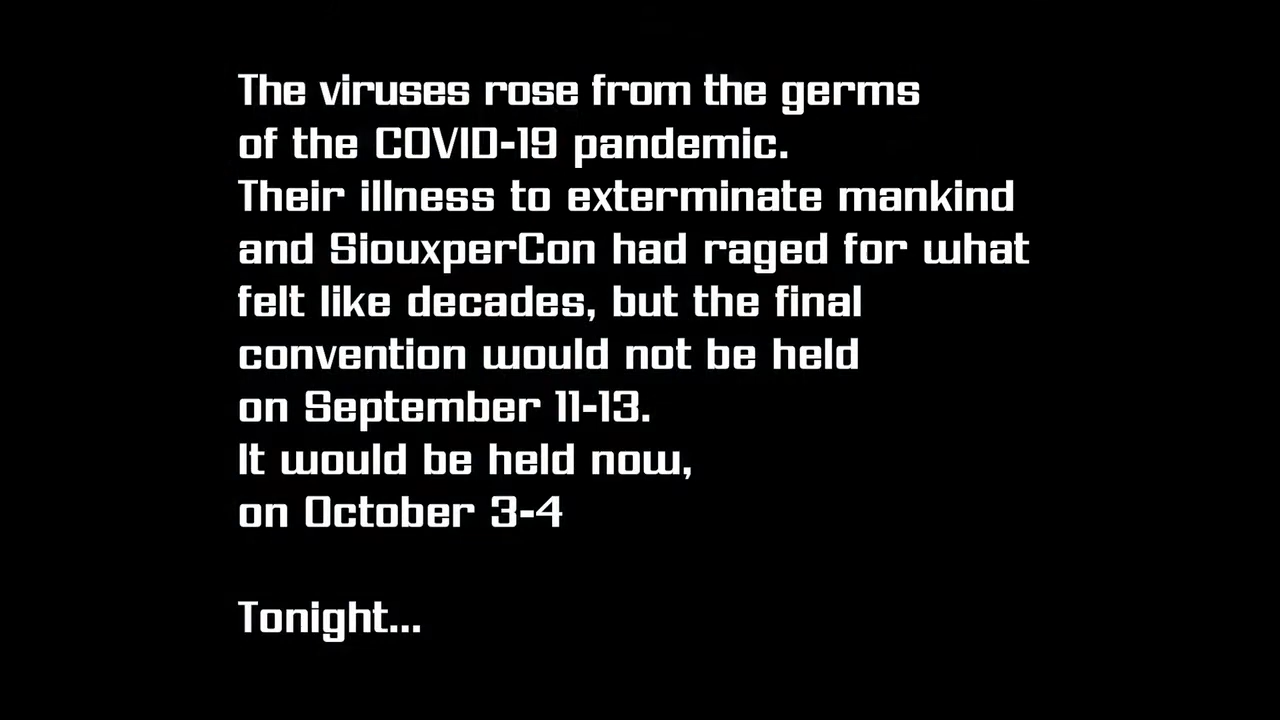 The viruses rose from the germs
of the COVID-19 pandemic.
Their illness to exterminate mankind
and SiouxperCon had raged for what
felt like decades, but the final
convention would not be held
on September 11-13.
It would be held now,
on October 3-4
Tonight...